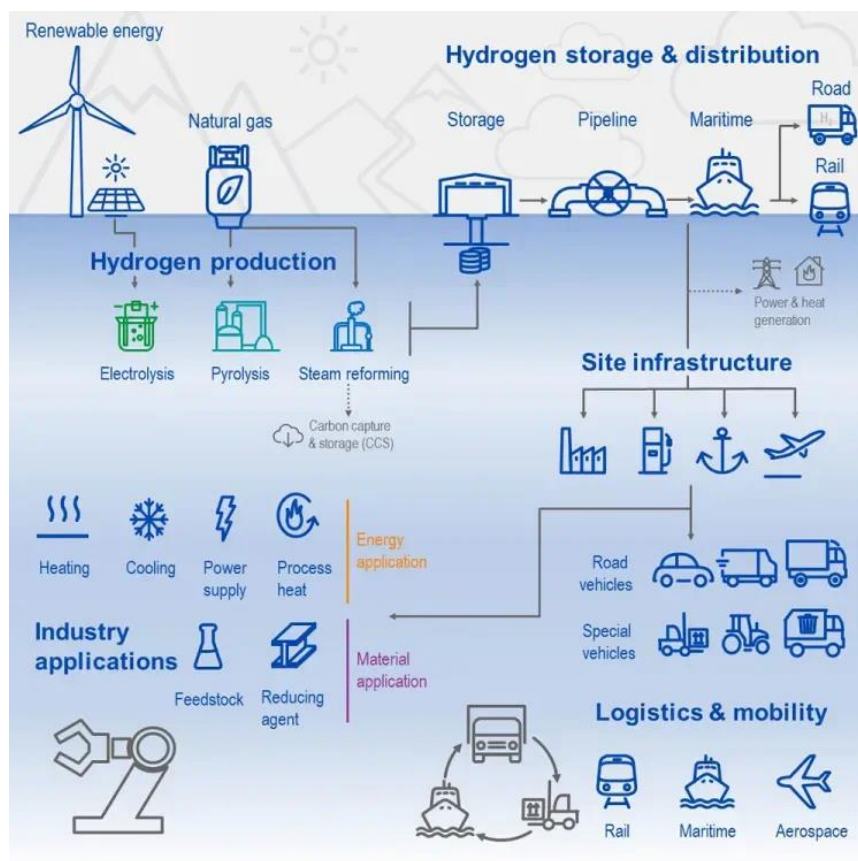 Renewable energy
Hydrogen storage & distribution
Road
Natural gas
Storage
Pipeline
Maritime
H₂
Rail
Hydrogen production
Power & heat
generation
Electrolysis
Pyrolysis
Steam reforming
Site infrastructure
Carbon capture
& storage (CCS)
Heating
Cooling
Power
supply
Process
heat
Energy
application
Road
vehicles
Industry
applications
Feedstock
Reducing
agent
Material
application
Special
vehicles
Logistics & mobility
Rail
Maritime
Aerospace